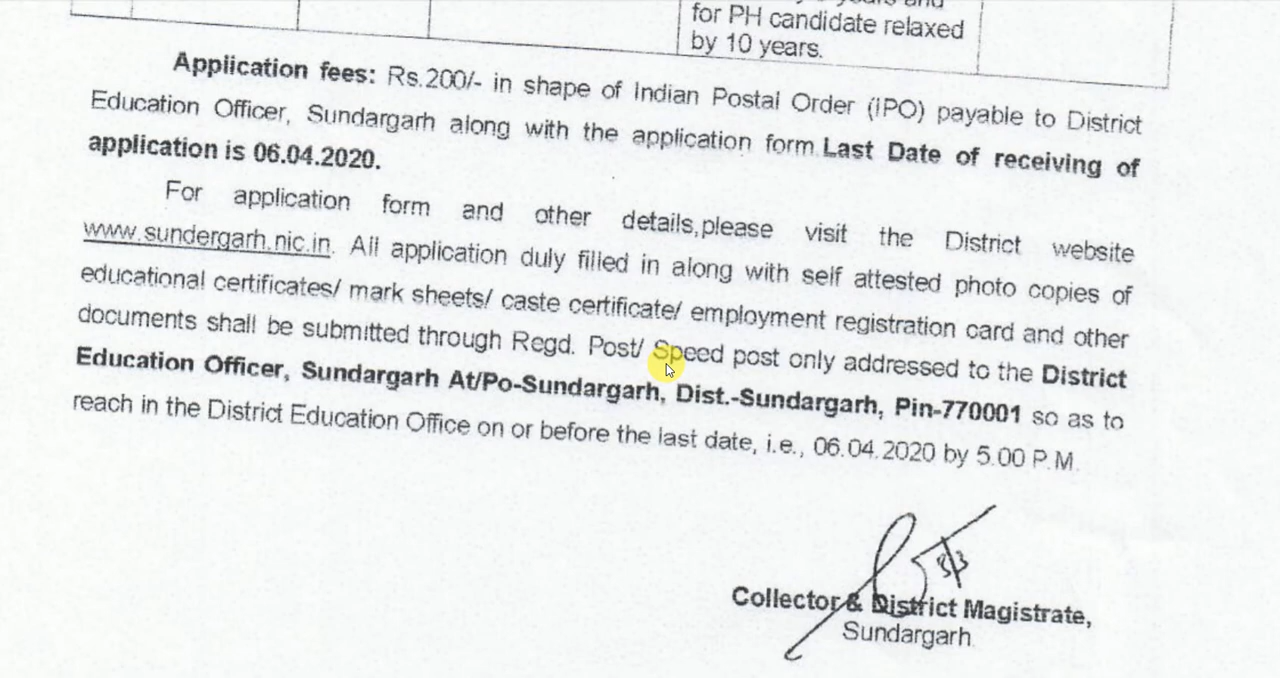 for PH candidate relaxed
by 10 years.
Application fees: Rs.200/- in shape of Indian Postal Order (IPO) payable to District
Education Officer, Sundargarh along with the application form. Last Date of receiving of
application is 06.04.2020.
For application form and other details,please visit the District website
www.sundergarh.nic.in. All application duly filled in along with self attested photo copies of
educational certificates/ mark sheets/ caste certificate/ employment registration card and other
documents shall be submitted through Regd. Post/ Speed post only addressed to the District
Education Officer, Sundargarh At/Po-Sundargarh, Dist.-Sundargarh, Pin-770001 so as to
reach in the District Education Office on or before the last date, i.e., 06.04.2020 by 5.00 P.M.
Collector & District Magistrate,
Sundargarh